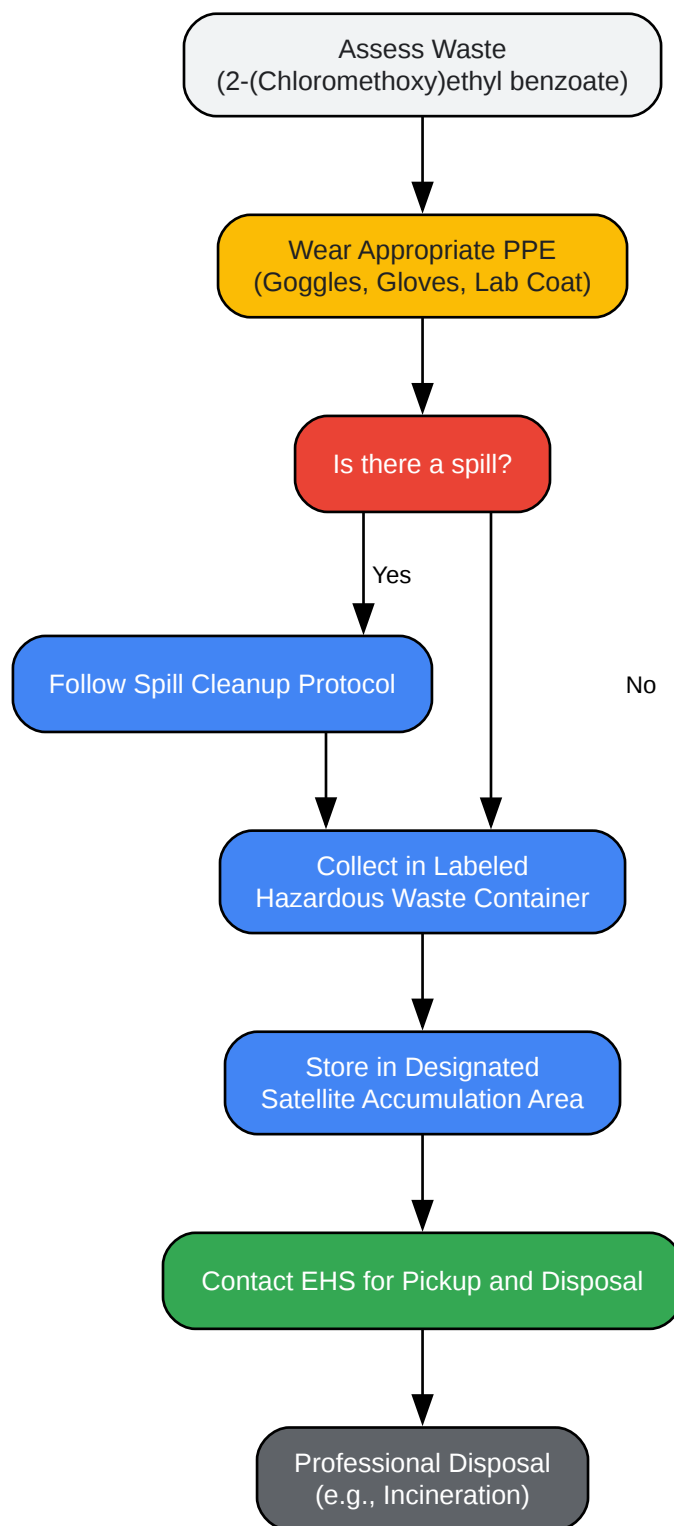 Assess Waste
(2-(Chloromethoxy)ethyl benzoate)
Wear Appropriate PPE
(Goggles, Gloves, Lab Coat)
Is there a spill?
Yes
Follow Spill Cleanup Protocol
No
Collect in Labeled
Hazardous Waste Container
Store in Designated
Satellite Accumulation Area
Contact EHS for Pickup and Disposal
Professional Disposal
(e.g., Incineration)